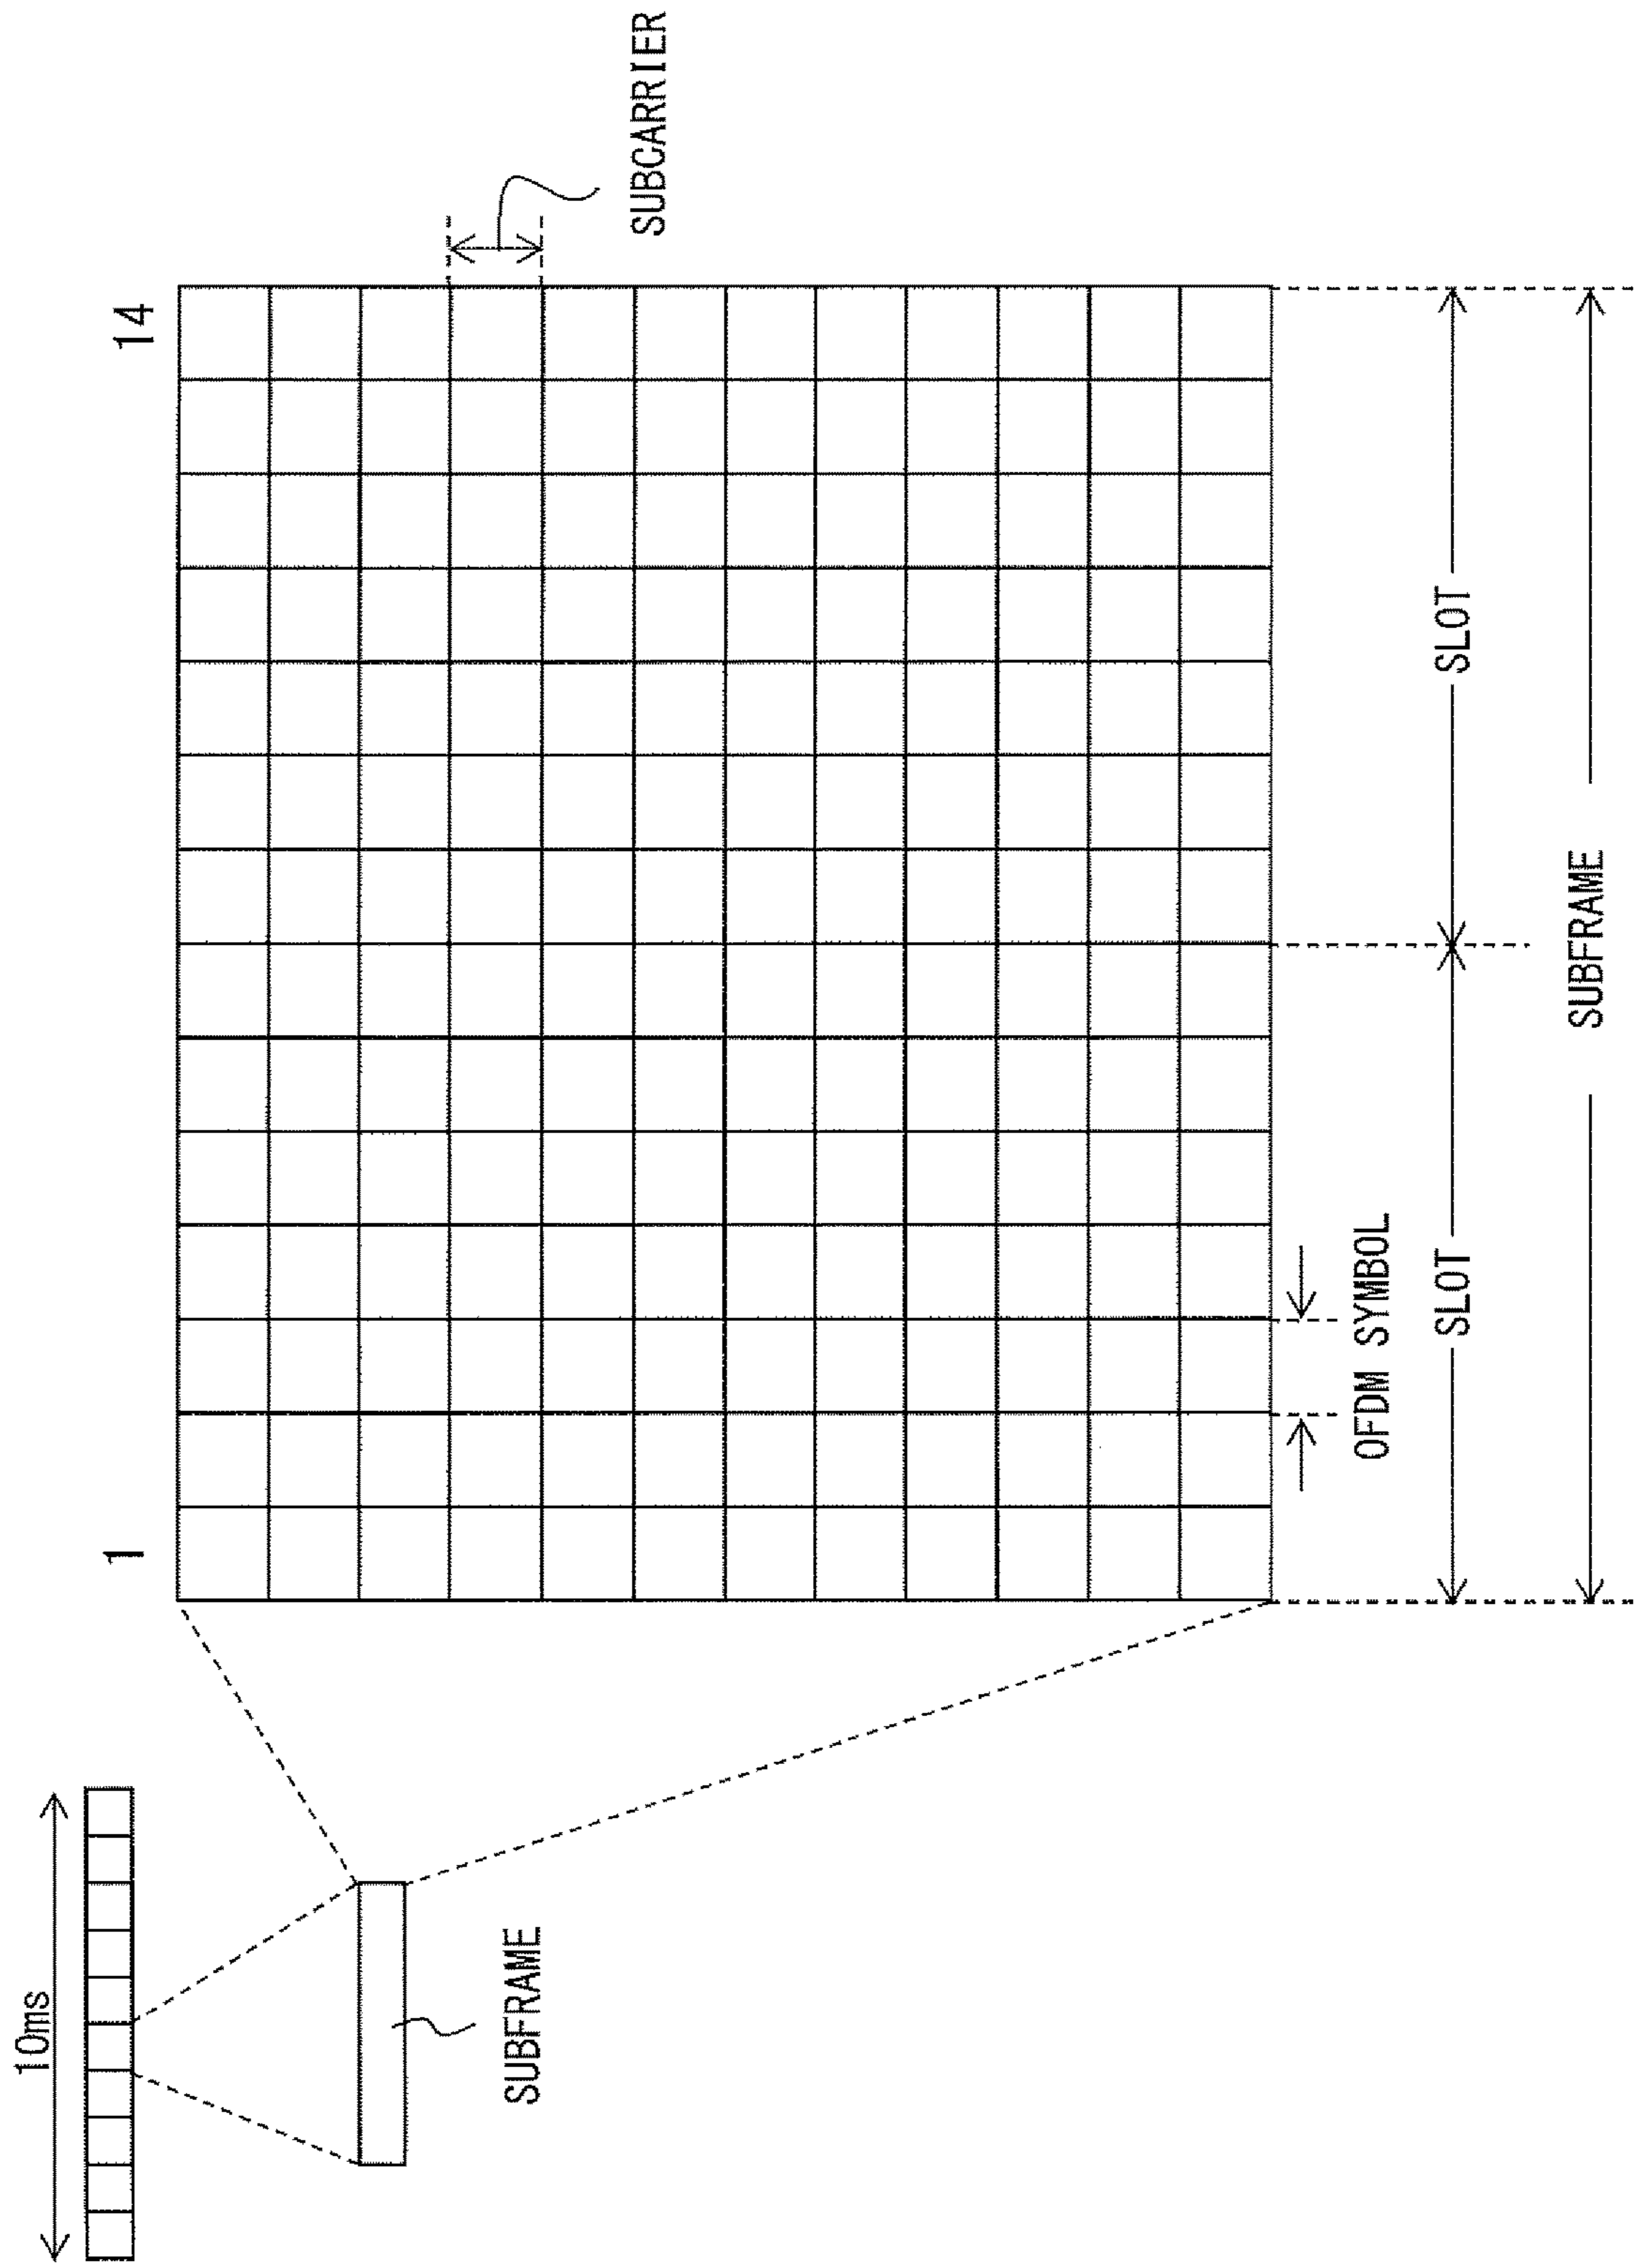 10ms
SUBFRAME
1
14
SUBCARRIER
OFDM SYMBOL
SLOT
SLOT
SUBFRAME